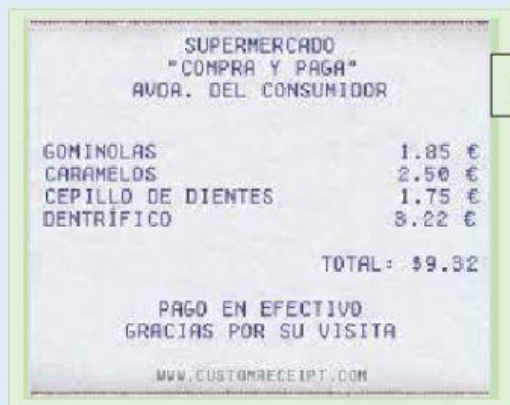 SUPERMERCADO
"COMPRA Y PAGA"
AVDA. DEL CONSUMIDOR
GOMINOLAS 1.85 €
CARAMELOS 2.50 €
CEPILLO DE DIENTES 1.75 €
DENTRÍFICO 3.22 €
TOTAL: $9.32
PAGO EN EFECTIVO
GRACIAS POR SU VISITA
WWW.CUSTOMRECEIPT.COM